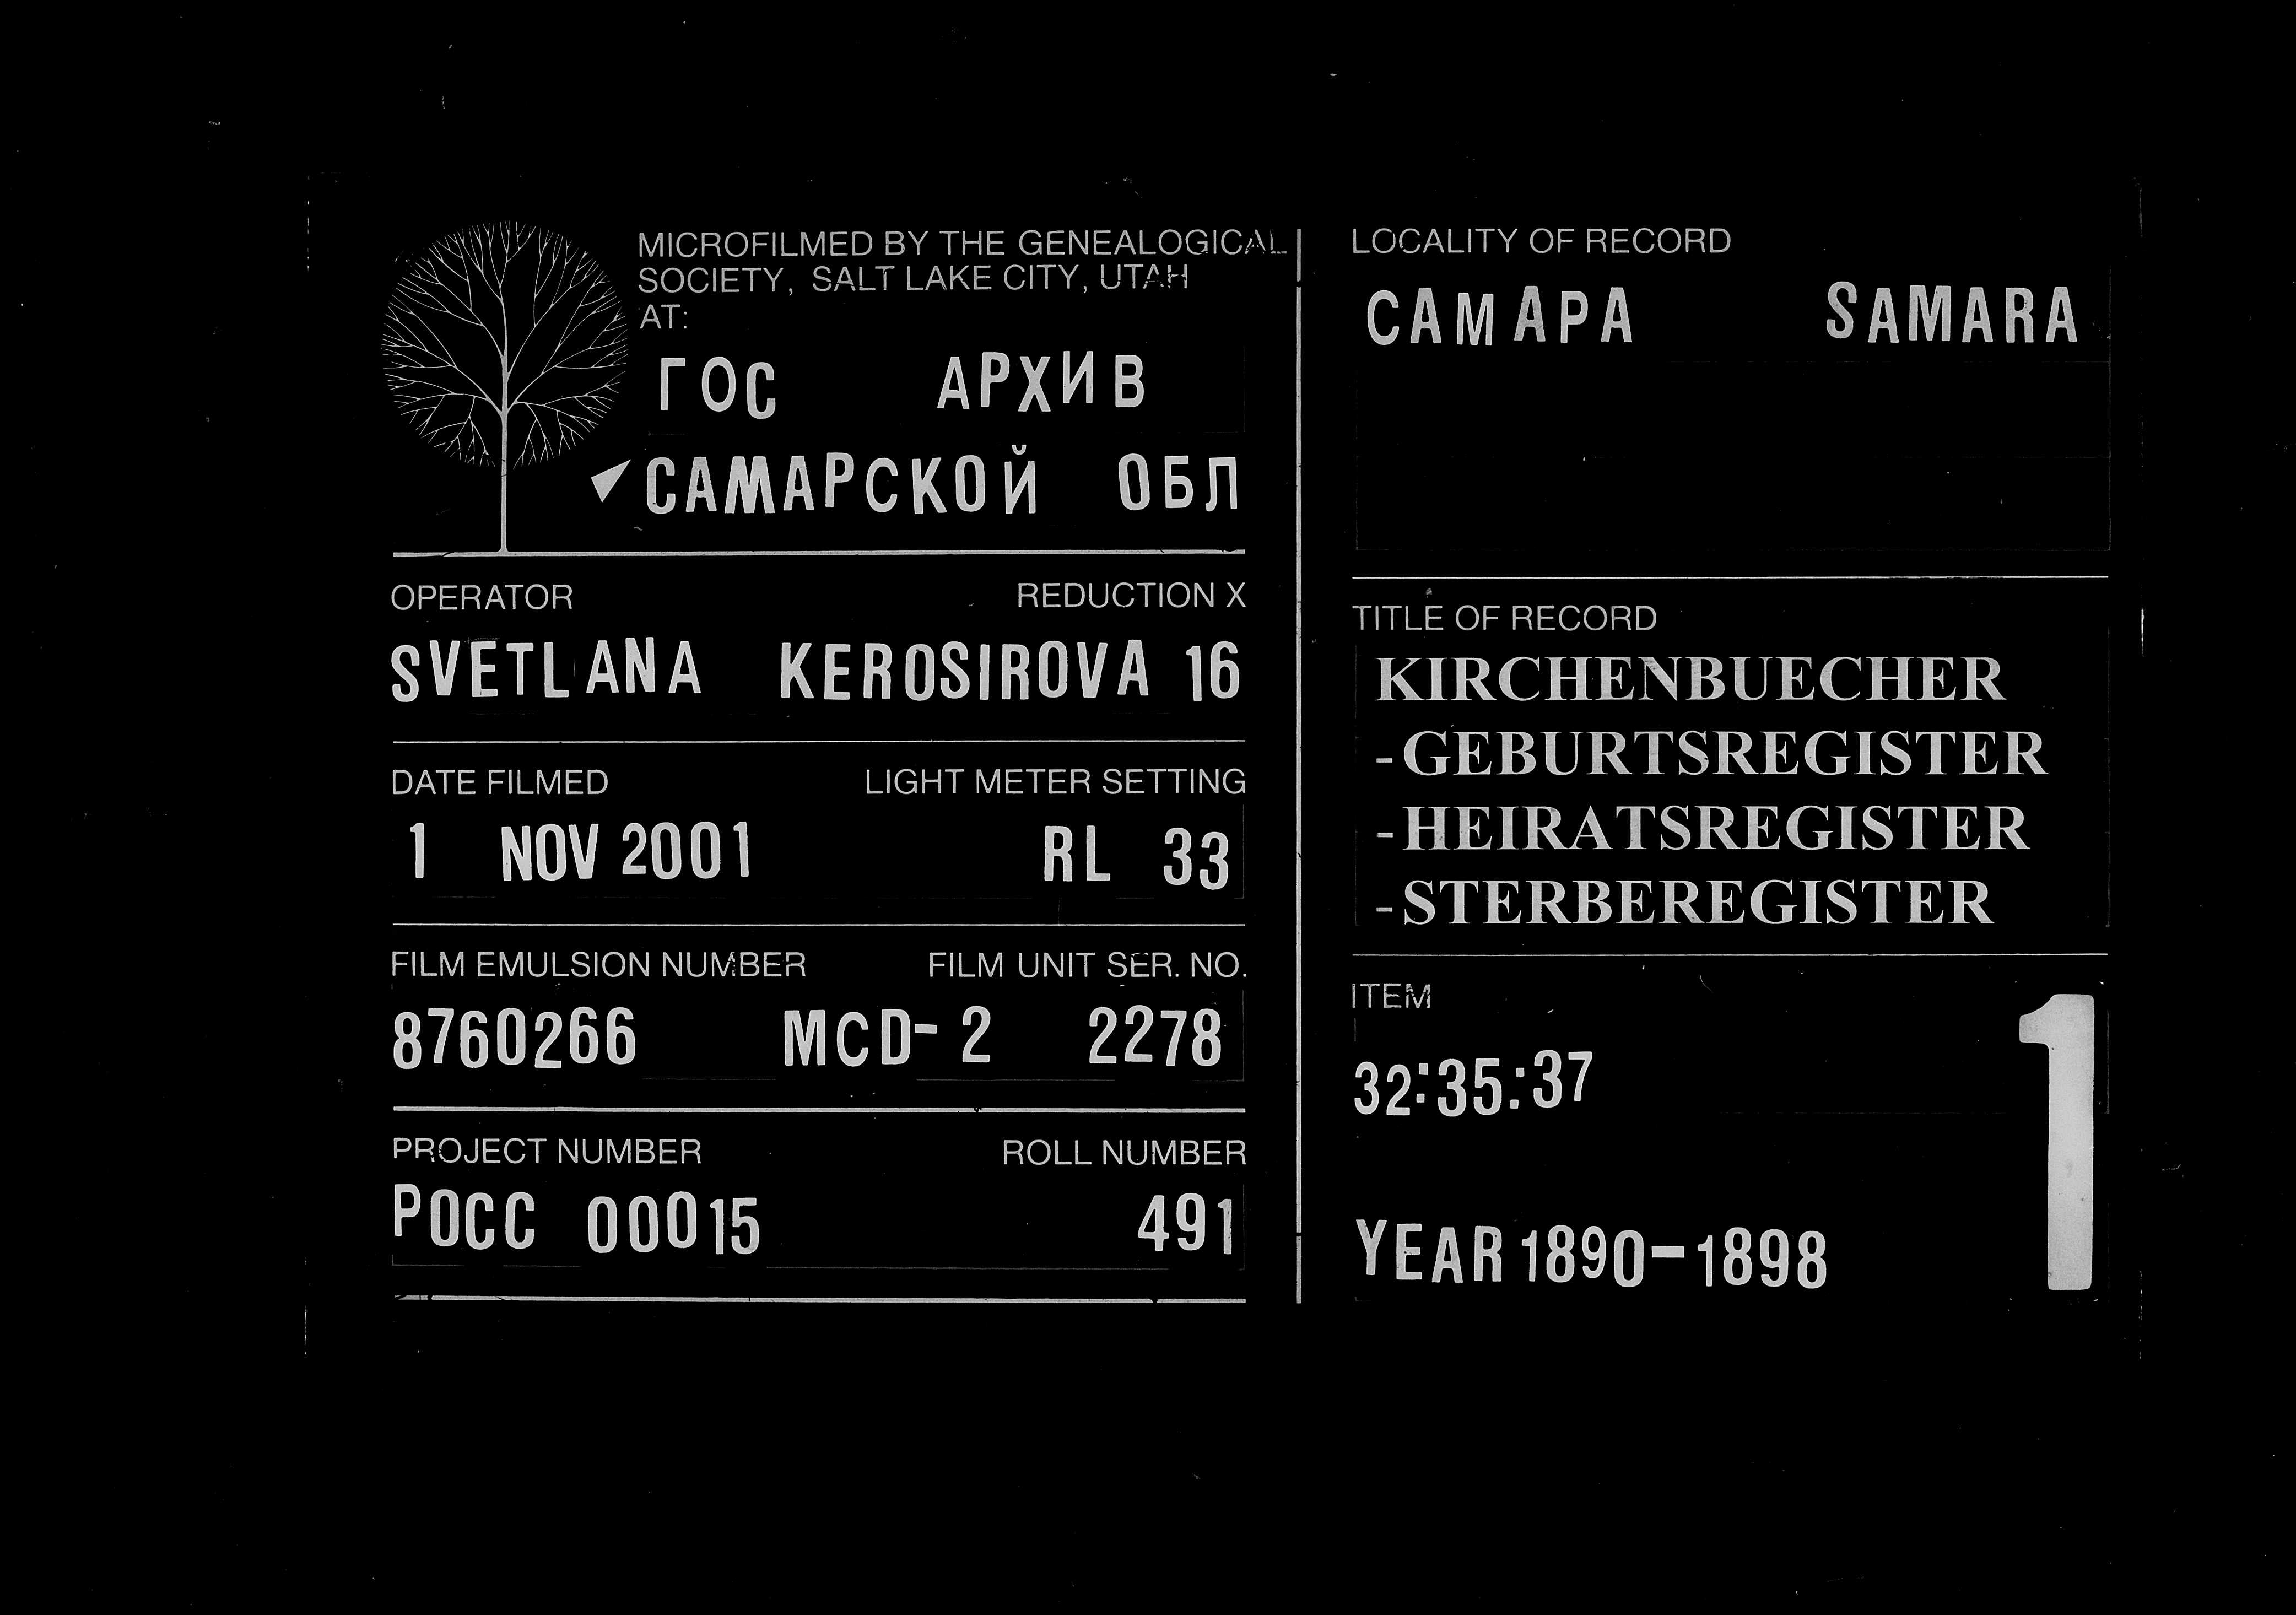 MICROFILMED BY THE GENEALOGICAL
SOCIETY, SALT LAKE CITY, UTAH
AT:
ГОС АРХИВ
САМАРСКОЙ ОБЛ
OPERATOR REDUCTION X
SVETLANA KEROSIROVA 16
DATE FILMED LIGHT METER SETTING
1 NOV 2001 RL 33
FILM EMULSION NUMBER FILM UNIT SER. NO.
8760266 MCD-2 2278
PROJECT NUMBER ROLL NUMBER
РОСС 00015 491
LOCALITY OF RECORD
САМАРА SAMARA
TITLE OF RECORD
KIRCHENBUECHER
-GEBURTSREGISTER
-HEIRATSREGISTER
-STERBEREGISTER
ITEM
32:35:37
1
YEAR 1890-1898